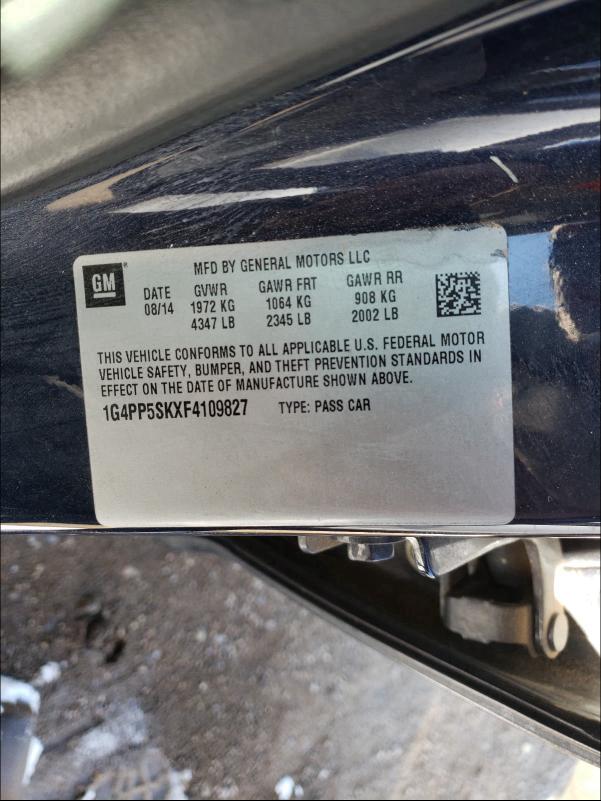 GM ®
MFD BY GENERAL MOTORS LLC
DATE GVWR GAWR FRT GAWR RR
08/14 1972 KG 1064 KG 908 KG
4347 LB 2345 LB 2002 LB
THIS VEHICLE CONFORMS TO ALL APPLICABLE U.S. FEDERAL MOTOR
VEHICLE SAFETY, BUMPER, AND THEFT PREVENTION STANDARDS IN
EFFECT ON THE DATE OF MANUFACTURE SHOWN ABOVE.
1G4PP5SKXF4109827 TYPE: PASS CAR